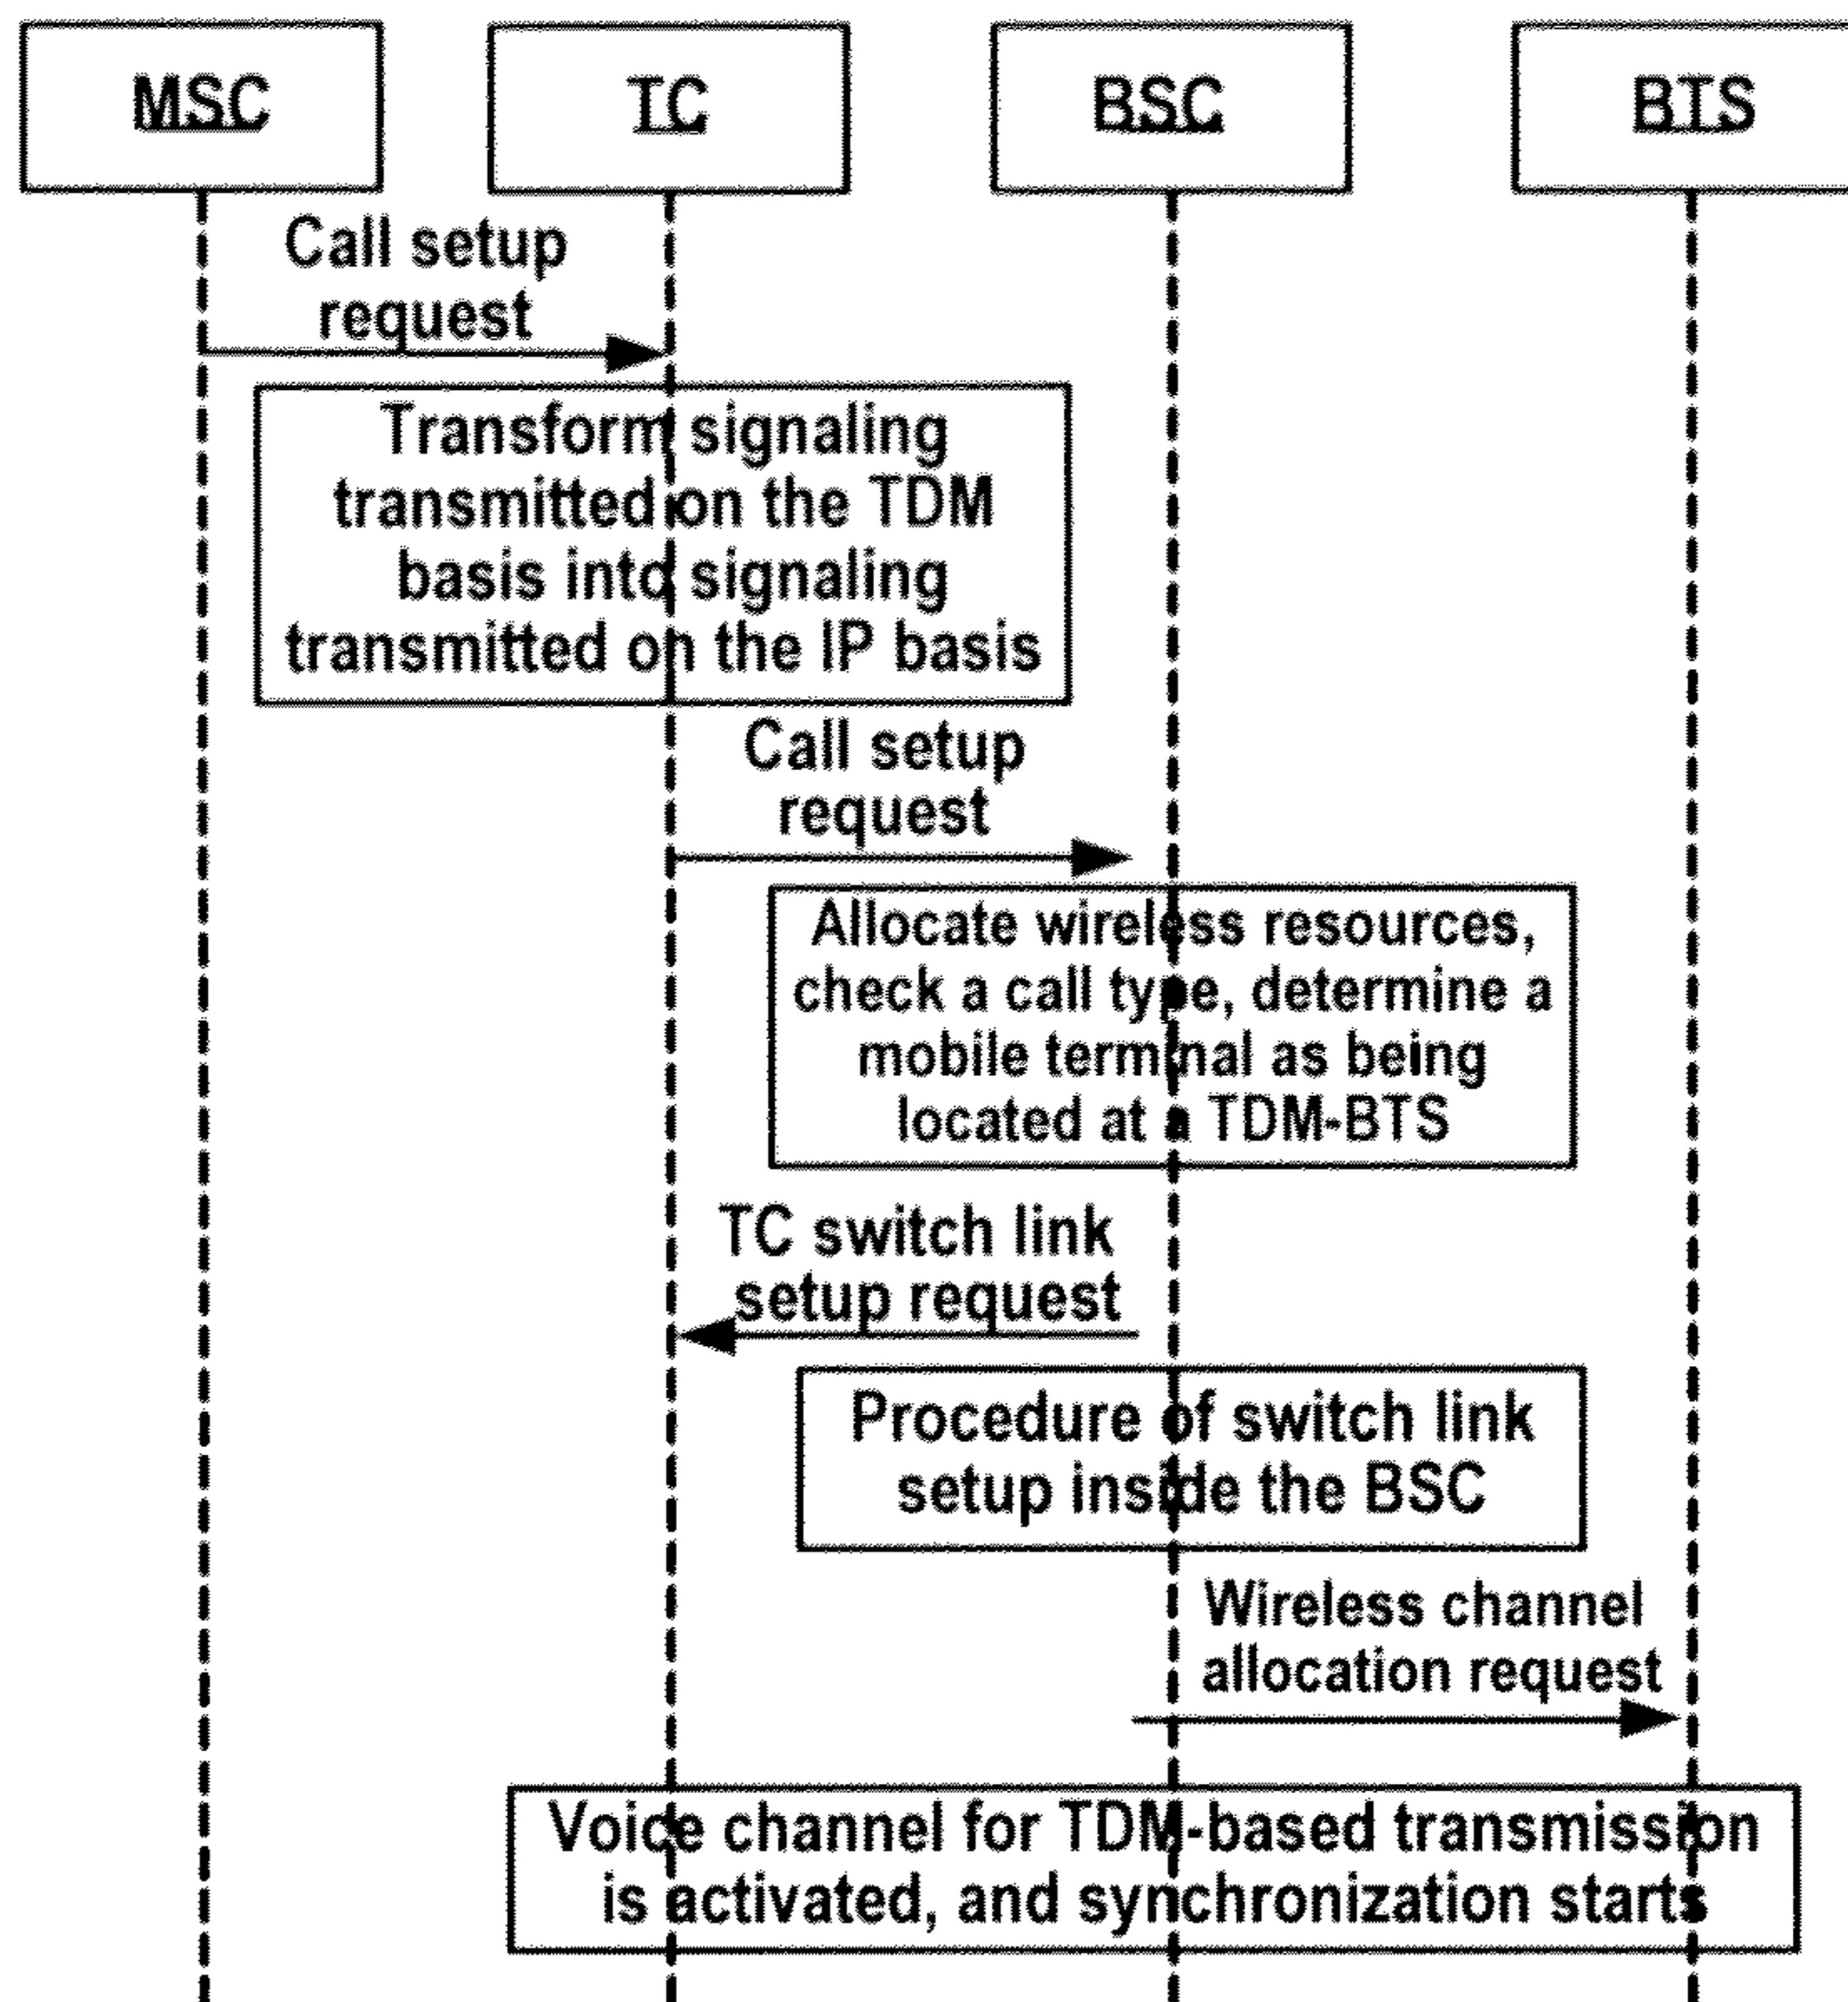 MSC
TC
BSC
BTS
Call setup
request
Transform signaling
transmitted on the TDM
basis into signaling
transmitted on the IP basis
Call setup
request
Allocate wireless resources,
check a call type, determine a
mobile terminal as being
located at a TDM-BTS
TC switch link
setup request
Procedure of switch link
setup inside the BSC
Wireless channel
allocation request
Voice channel for TDM-based transmission
is activated, and synchronization starts